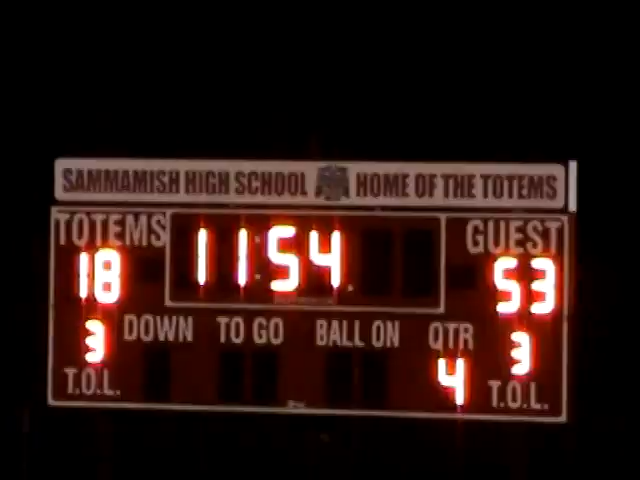 SAMMAMISH HIGH SCHOOL HOME OF THE TOTEMS
TOTEMS 11:54 GUEST
18 53
3 DOWN TO GO BALL ON QTR 3
T.O.L. 4 T.O.L.